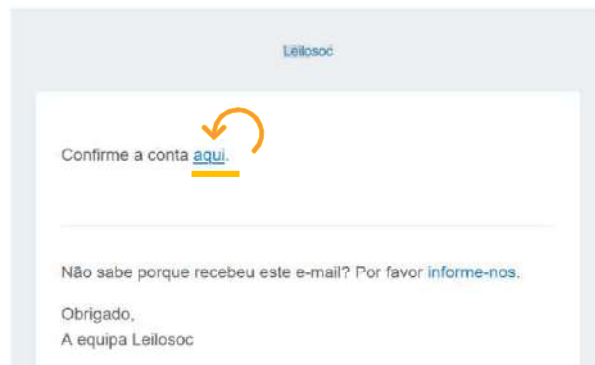 Leilosoc
Confirme a conta aqui.
Não sabe porque recebeu este e-mail? Por favor informe-nos.
Obrigado,
A equipa Leilosoc